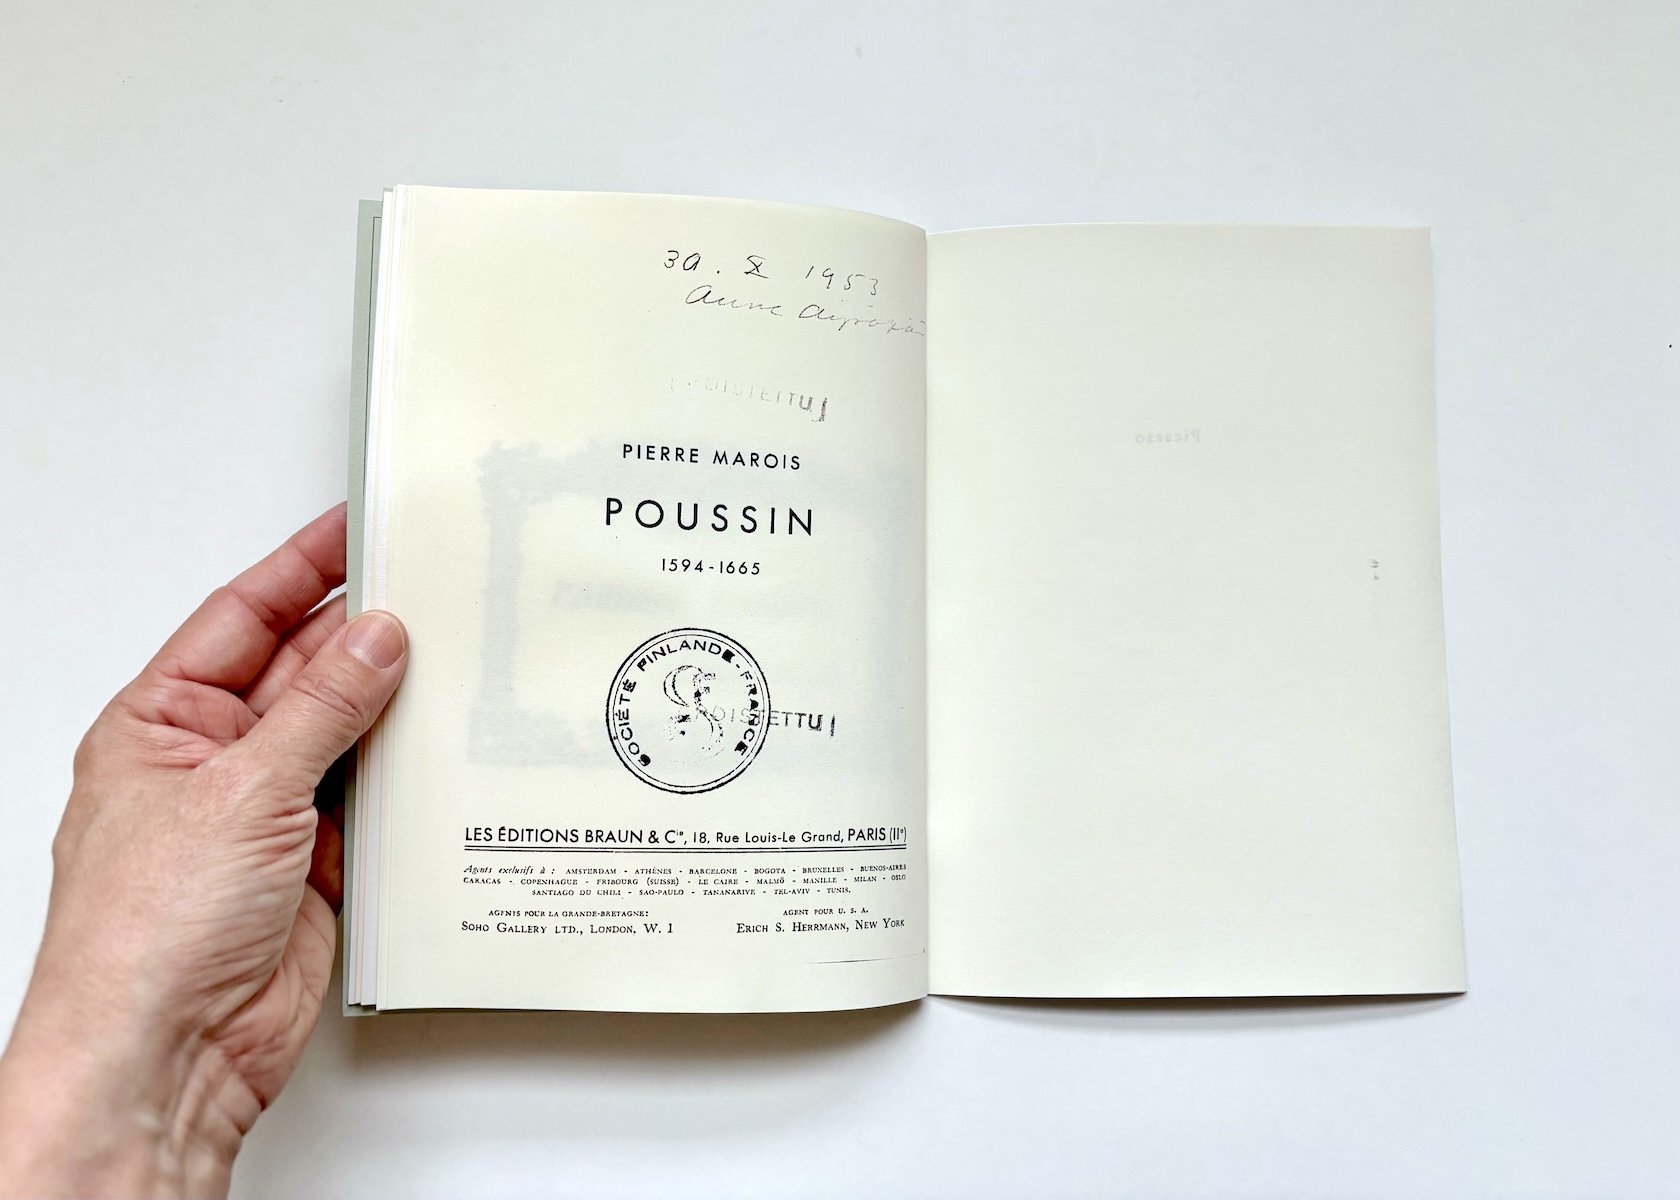 30. X 1953
Anne
PIERRE MAROIS
POUSSIN
1594-1665
SOCIÉTÉ FINLANDE-FRANCE
LES ÉDITIONS BRAUN & Cie, 18, Rue Louis-Le Grand, PARIS (IIe)
Agents exclusifs à : AMSTERDAM - ATHÈNES - BARCELONE - BOGOTA - BRUXELLES - BUENOS-AIRES
CARACAS - COPENHAGUE - FRIBOURG (SUISSE) - LE CAIRE - MALMÖ - MANILLE - MILAN - OSLO
SANTIAGO DU CHILI - SAO-PAULO - TANANARIVE - TEL-AVIV - TUNIS.
AGENTS POUR LA GRANDE-BRETAGNE:
SOHO GALLERY LTD., LONDON, W. 1
AGENT POUR U. S. A.
ERICH S. HERRMANN, NEW YORK
Picasso